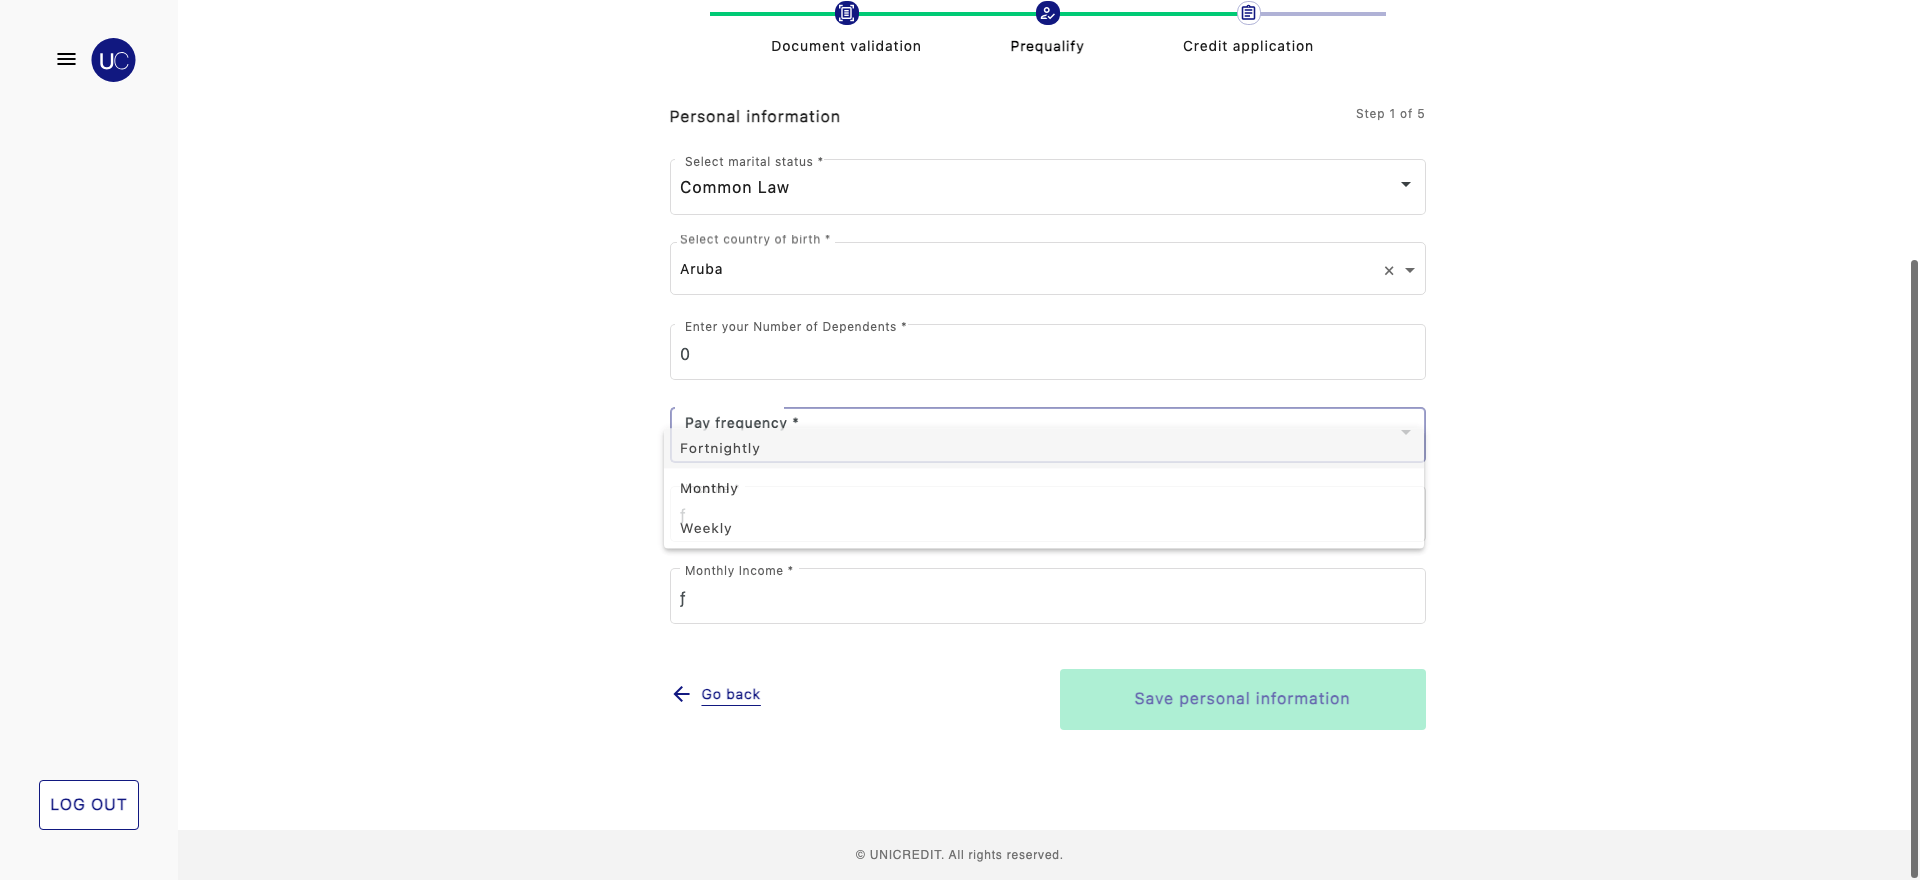 UC
Document validation
Prequalify
Credit application
Personal information
Step 1 of 5
Select marital status *
Common Law
Select country of birth *
Aruba
Enter your Number of Dependents *
0
Pay frequency *
Fortnightly
Monthly
ƒ
Weekly
Monthly Income *
ƒ
Go back
Save personal information
LOG OUT
© UNICREDIT. All rights reserved.